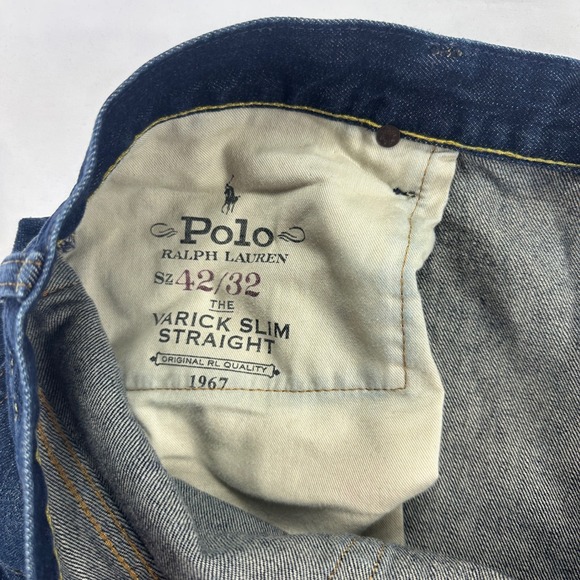 Polo
RALPH LAUREN
Sz 42/32
THE
VARICK SLIM
STRAIGHT
ORIGINAL RL QUALITY
1967